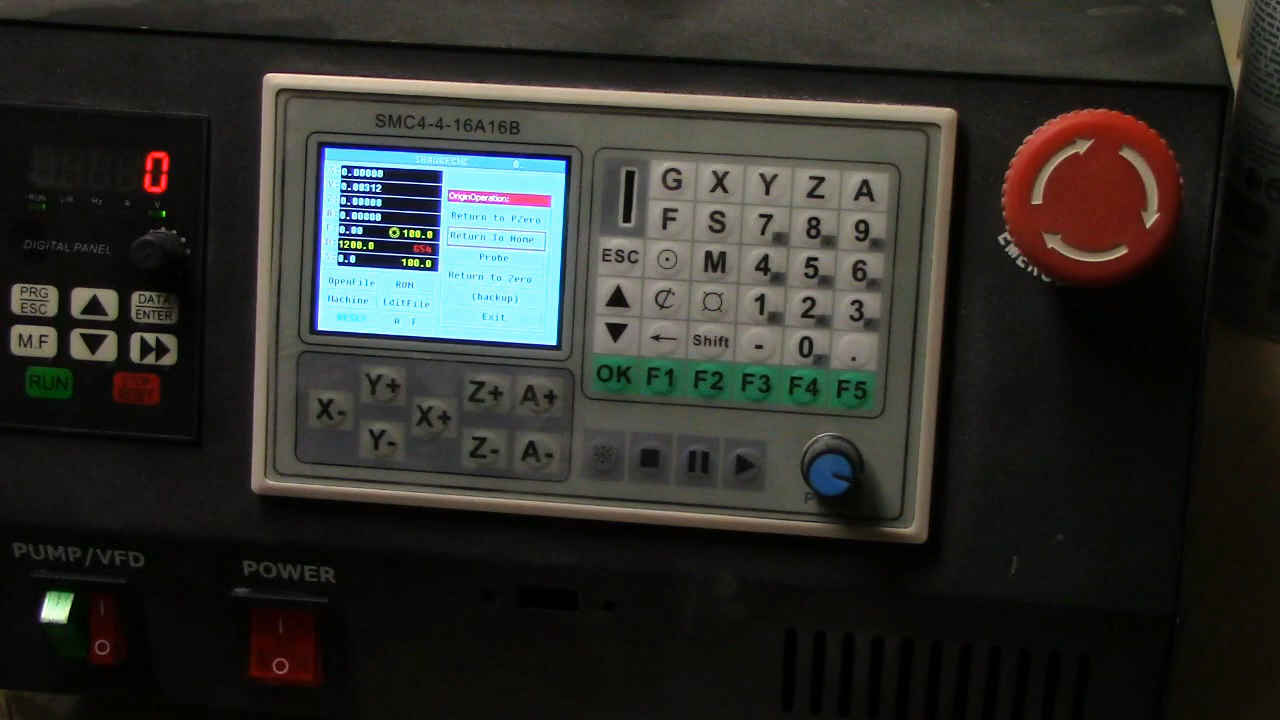 SMC4-4-16A16B
0
RUN
Hz
A
V
DIGITAL PANEL
PRG
ESC
DATA
ENTER
M.F
RUN
STOP
0.00000
0.00312
0.00000
0.00000
0.00
100.0
1200.0
G54
0.0
100.0
OriginOperation:
Return to PZero
Return To Home
Probe
Return to Zero
(backup)
Exit
OpenFile
RUN
Machine
EditFile
A F
G X Y Z A
F S 7 8 9
ESC M 4 5 6
1 2 3
← Shift - 0 .
OK F1 F2 F3 F4 F5
X-
Y+
Y-
X+
Z+
A+
Z-
A-
PUMP/VFD
POWER